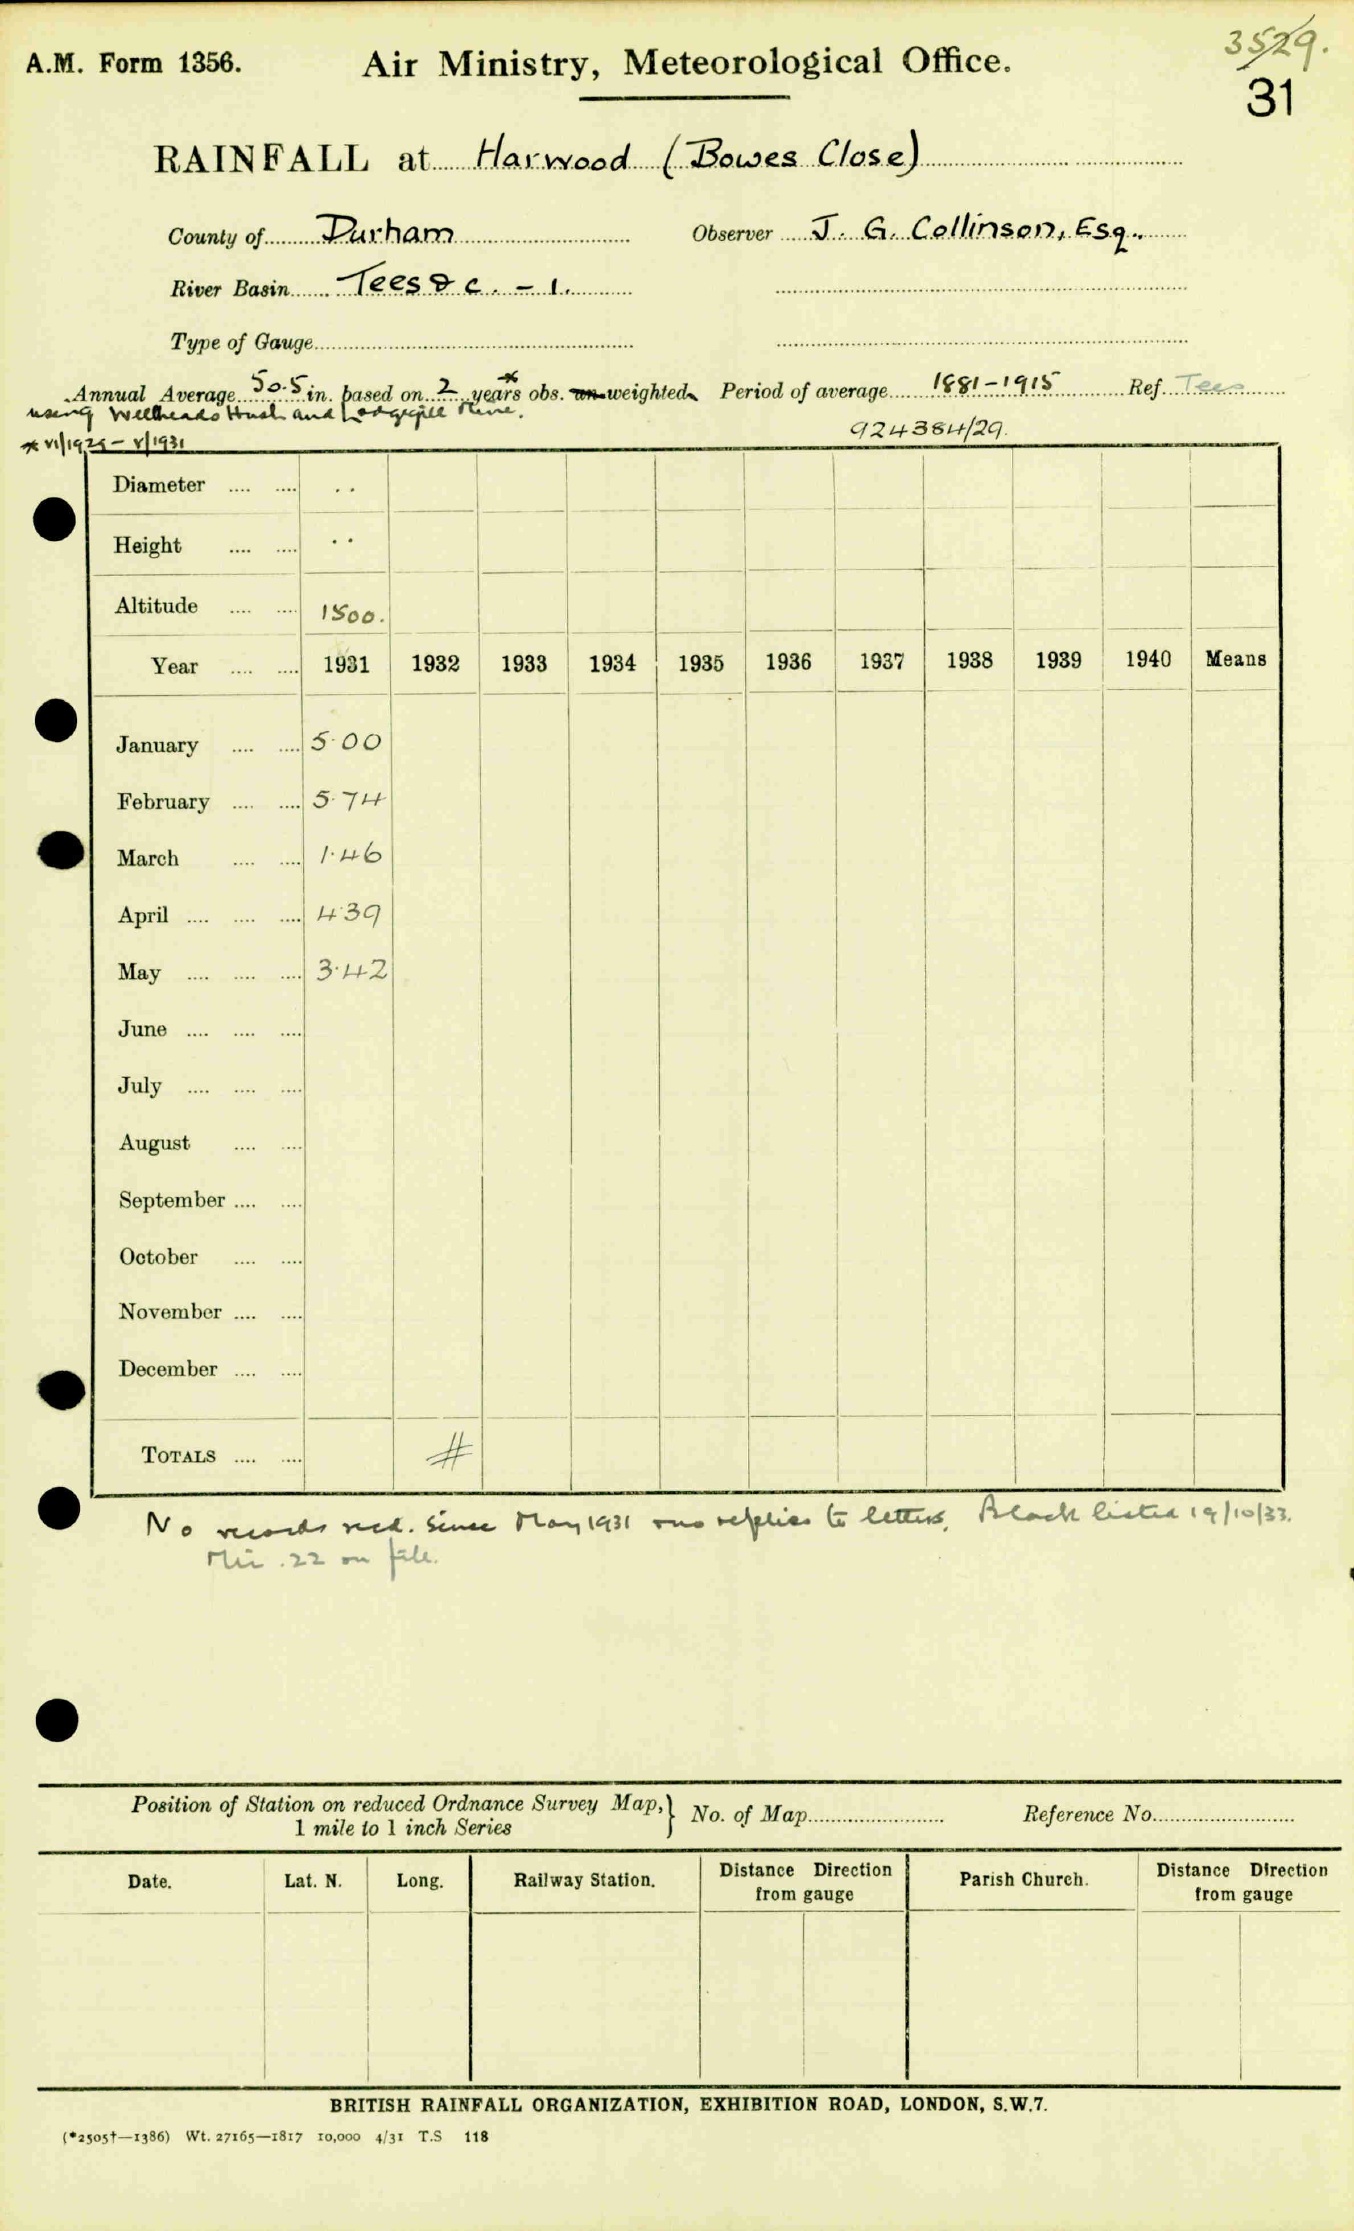 3529.
A.M. Form 1356. Air Ministry, Meteorological Office.
31
RAINFALL at Harwood (Bowes Close)
County of Durham Observer J. G. Collinson, Esq.
River Basin Tees & c. - 1.
Type of Gauge
Annual Average 50.5 in. based on 2 years* obs. un-weighted Period of average 1881-1915 Ref. Tees
using Wellheads Hush and Lodgegill Mine.
* VI/1929 - V/1931 924384/29.
Diameter .... .... ..
Height .... .... ..
Altitude .... .... 1500.
Year .... .... 1931 1932 1933 1934 1935 1936 1937 1938 1939 1940 Means
January .... .... 5.00
February .... .... 5.74
March .... .... 1.46
April .... .... .... 4.39
May .... .... .... 3.42
June .... .... ....
July .... .... ....
August .... ....
September .... ....
October .... ....
November .... ....
December .... ....
TOTALS .... .... #
No records recd. since May 1931 replies to letters. Black listed 19/10/33.
Min. 22 on file.
Position of Station on reduced Ordnance Survey Map,} No. of Map Reference No.
1 mile to 1 inch Series
Date. Lat. N. Long. Railway Station. Distance Direction from gauge Parish Church. Distance Direction from gauge
BRITISH RAINFALL ORGANIZATION, EXHIBITION ROAD, LONDON, S.W.7.
(*2505†—1386) Wt. 27165—1817 10,000 4/31 T.S 118